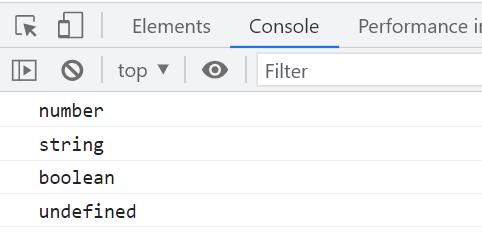 Elements Console Performance in
top Filter
number
string
boolean
undefined